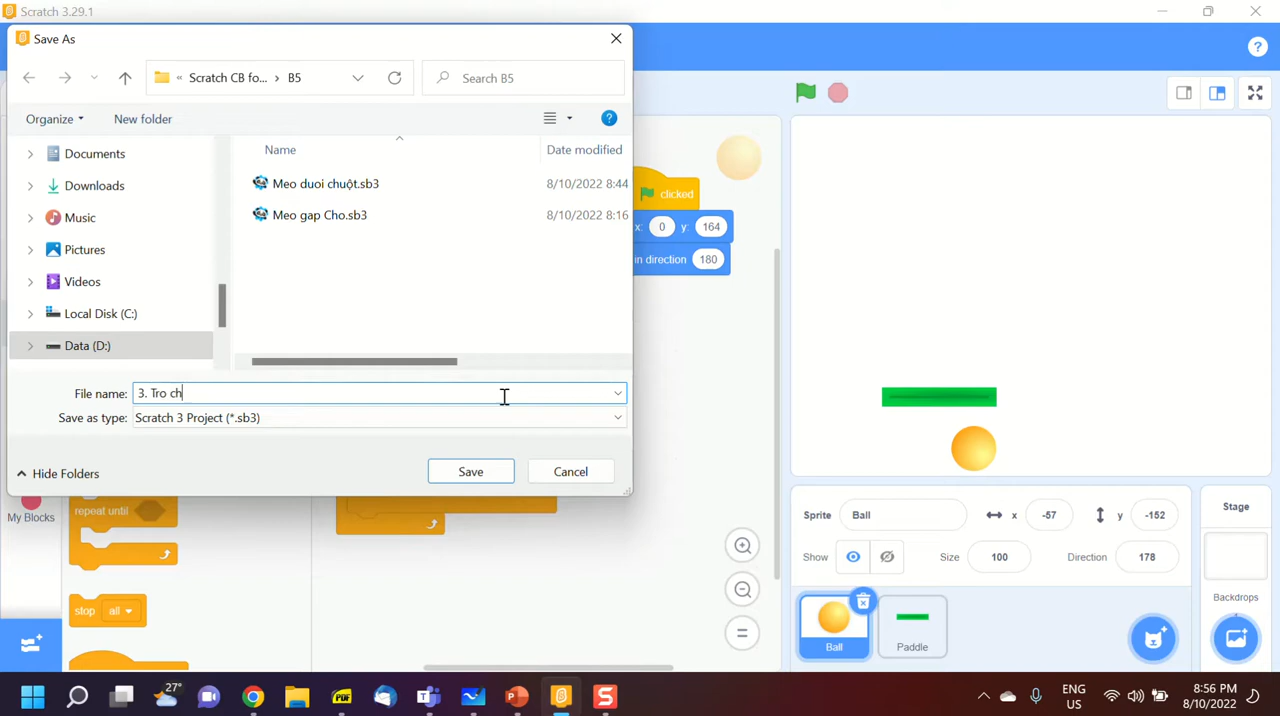 Scratch 3.29.1
Save As
« Scratch CB fo... › B5
Search B5
Organize
New folder
Documents
Downloads
Music
Pictures
Videos
Local Disk (C:)
Data (D:)
Name
Date modified
Meo duoi chuột.sb3
8/10/2022 8:44
Meo gap Cho.sb3
8/10/2022 8:16
File name:
3. Tro ch
Save as type:
Scratch 3 Project (*.sb3)
Hide Folders
Save
Cancel
clicked
x: 0 y: 164
in direction 180
My Blocks
repeat until
stop all
Sprite
Ball
x
-57
y
-152
Show
Size
100
Direction
178
Ball
Paddle
Stage
Backdrops
27°
PDF
ENG
US
8:56 PM
8/10/2022